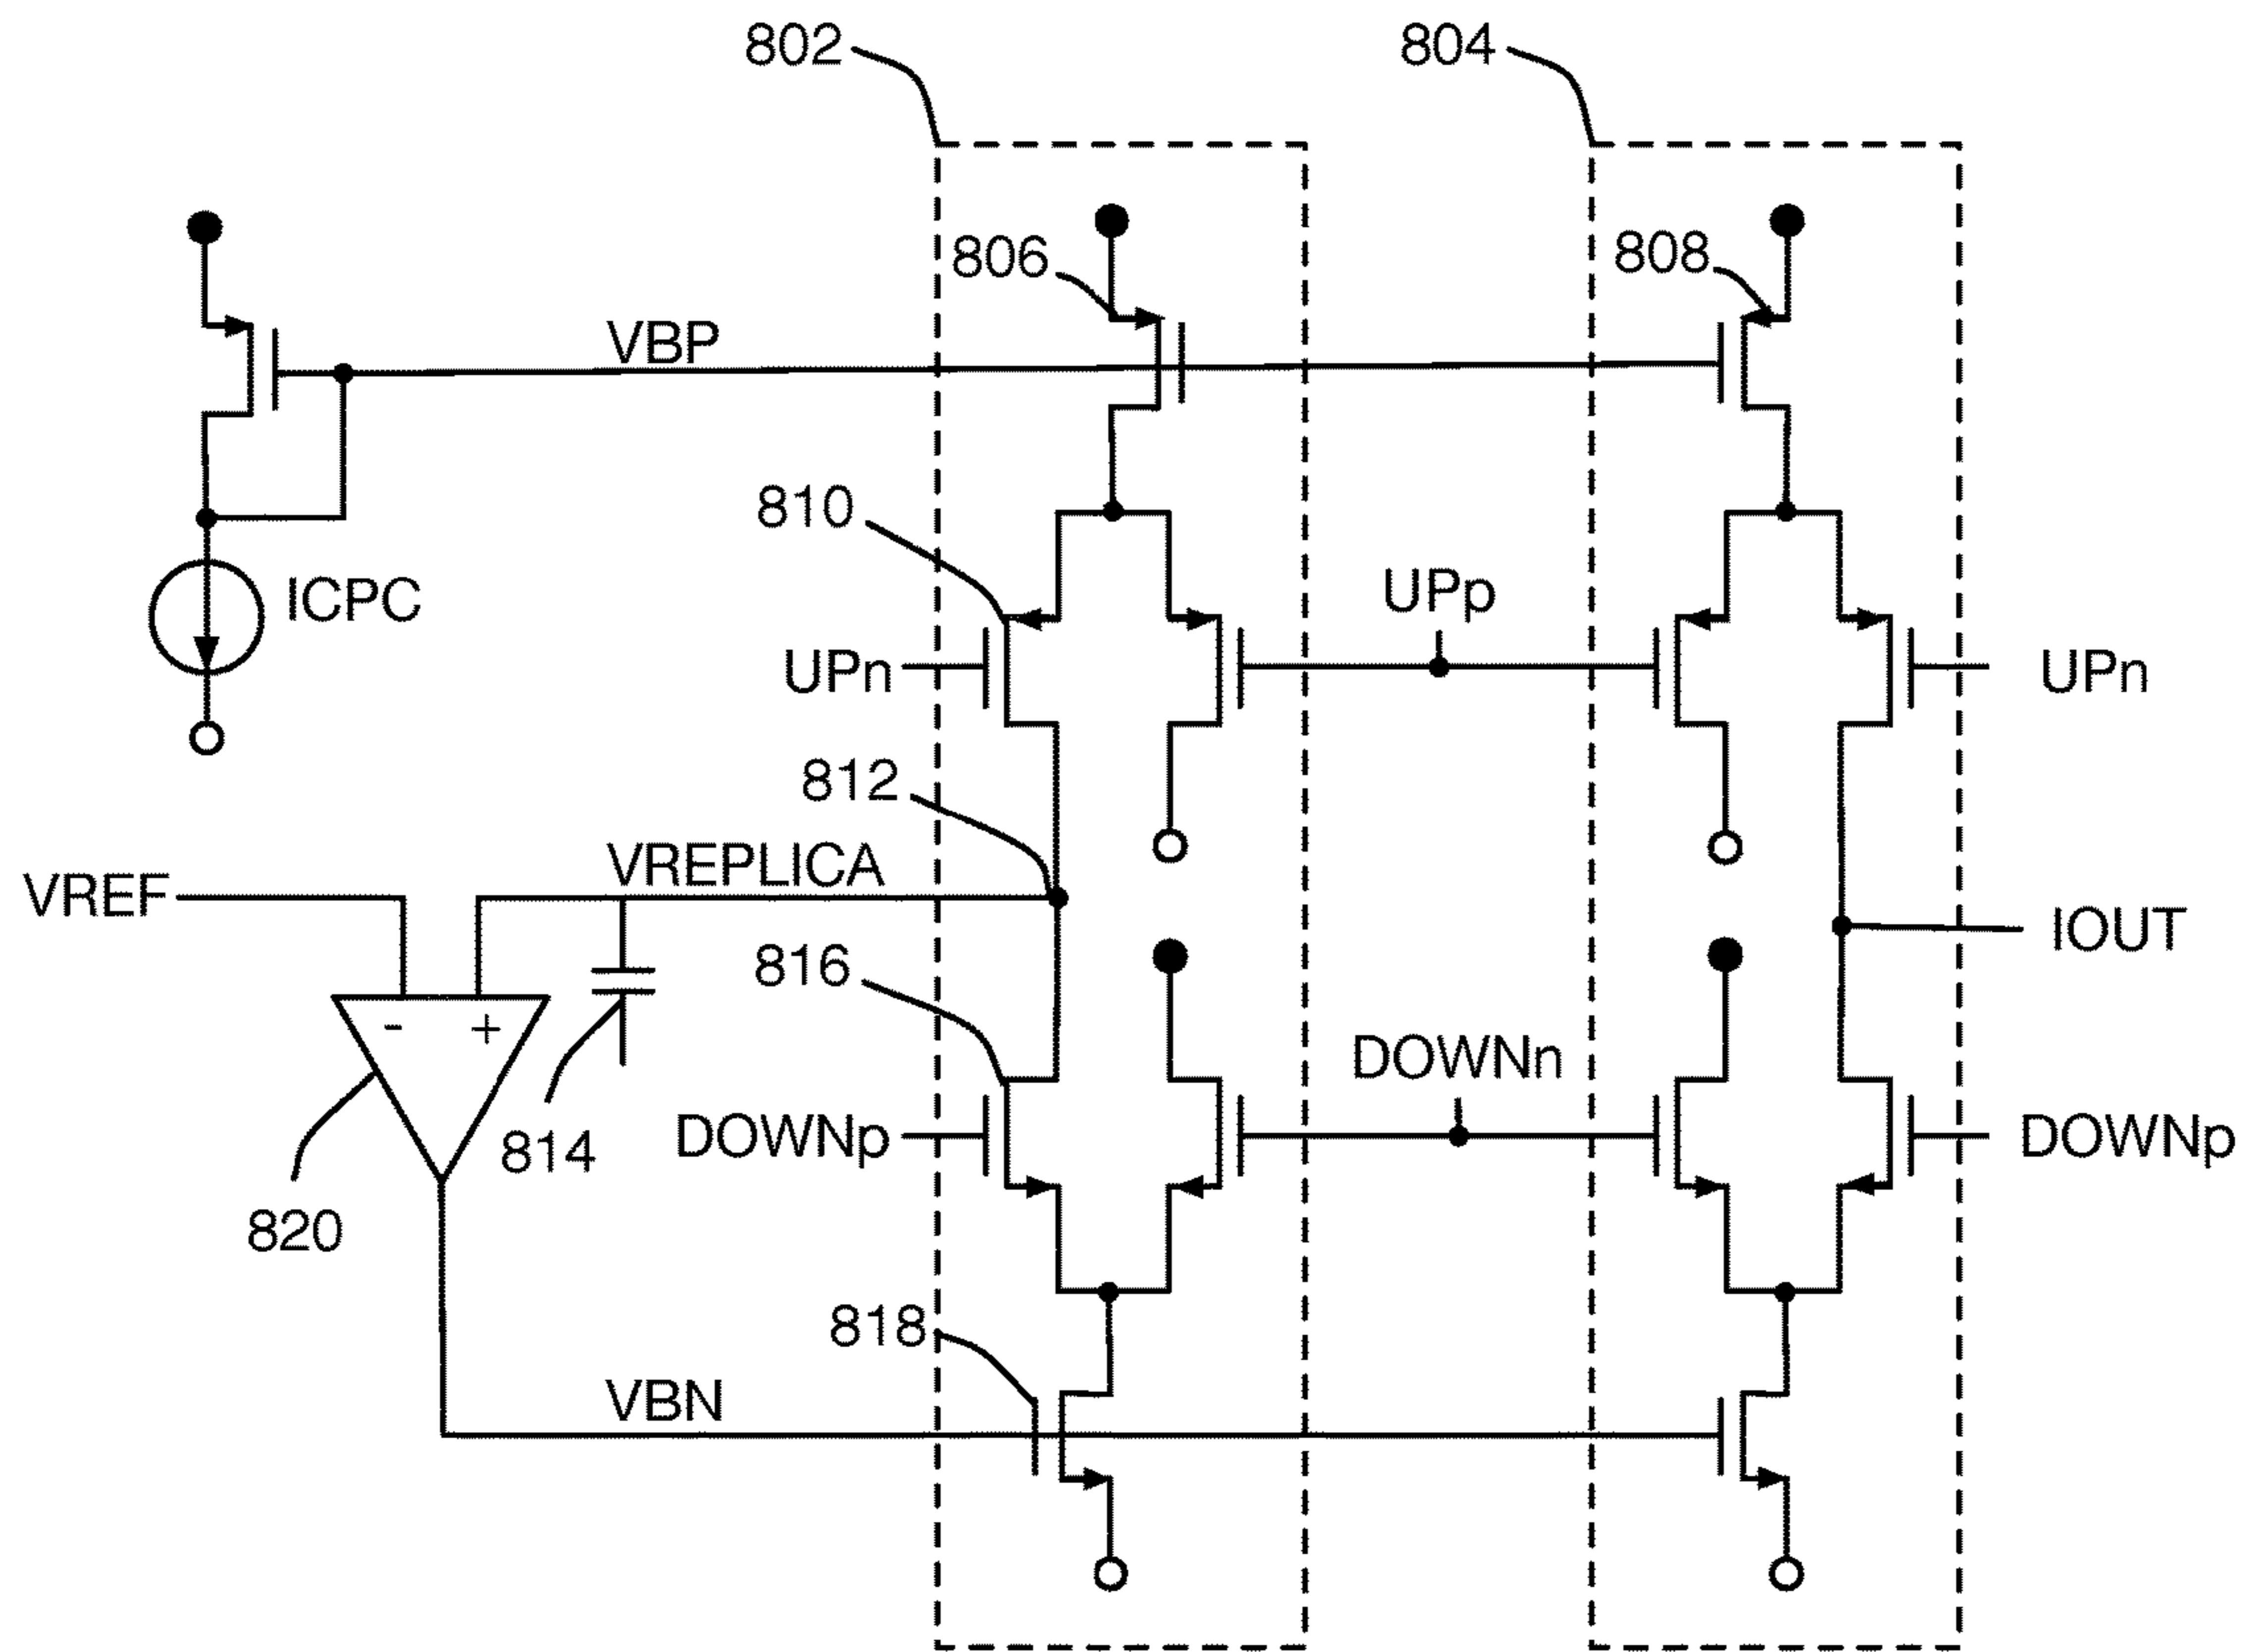 802
804
806
808
VBP
810
ICPC
UPp
UPn
UPn
812
VREPLICA
VREF
IOUT
816
- +
DOWNn
814
DOWNp
DOWNp
820
818
VBN